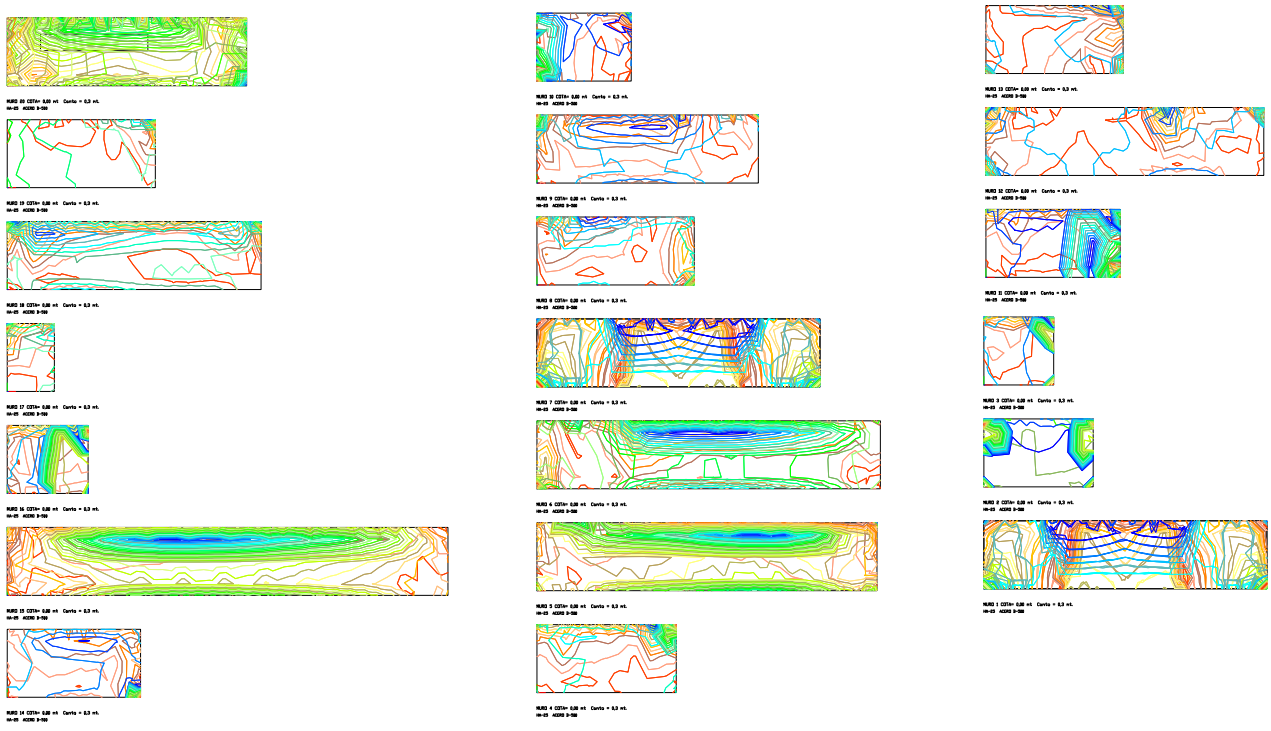 MURO 20 COTA= 0,00 mt Canto = 0,3 mt.
HA-25 ACERO B-500
MURO 19 COTA= 0,00 mt Canto = 0,3 mt.
HA-25 ACERO B-500
MURO 18 COTA= 0,00 mt Canto = 0,3 mt.
HA-25 ACERO B-500
MURO 17 COTA= 0,00 mt Canto = 0,3 mt.
HA-25 ACERO B-500
MURO 16 COTA= 0,00 mt Canto = 0,3 mt.
HA-25 ACERO B-500
MURO 15 COTA= 0,00 mt Canto = 0,3 mt.
HA-25 ACERO B-500
MURO 14 COTA= 0,00 mt Canto = 0,3 mt.
HA-25 ACERO B-500
MURO 10 COTA= 0,00 mt Canto = 0,3 mt.
HA-25 ACERO B-500
MURO 9 COTA= 0,00 mt Canto = 0,3 mt.
HA-25 ACERO B-500
MURO 8 COTA= 0,00 mt Canto = 0,3 mt.
HA-25 ACERO B-500
MURO 7 COTA= 0,00 mt Canto = 0,3 mt.
HA-25 ACERO B-500
MURO 6 COTA= 0,00 mt Canto = 0,3 mt.
HA-25 ACERO B-500
MURO 5 COTA= 0,00 mt Canto = 0,3 mt.
HA-25 ACERO B-500
MURO 4 COTA= 0,00 mt Canto = 0,3 mt.
HA-25 ACERO B-500
MURO 13 COTA= 0,00 mt Canto = 0,3 mt.
HA-25 ACERO B-500
MURO 12 COTA= 0,00 mt Canto = 0,3 mt.
HA-25 ACERO B-500
MURO 11 COTA= 0,00 mt Canto = 0,3 mt.
HA-25 ACERO B-500
MURO 3 COTA= 0,00 mt Canto = 0,3 mt.
HA-25 ACERO B-500
MURO 2 COTA= 0,00 mt Canto = 0,3 mt.
HA-25 ACERO B-500
MURO 1 COTA= 0,00 mt Canto = 0,3 mt.
HA-25 ACERO B-500